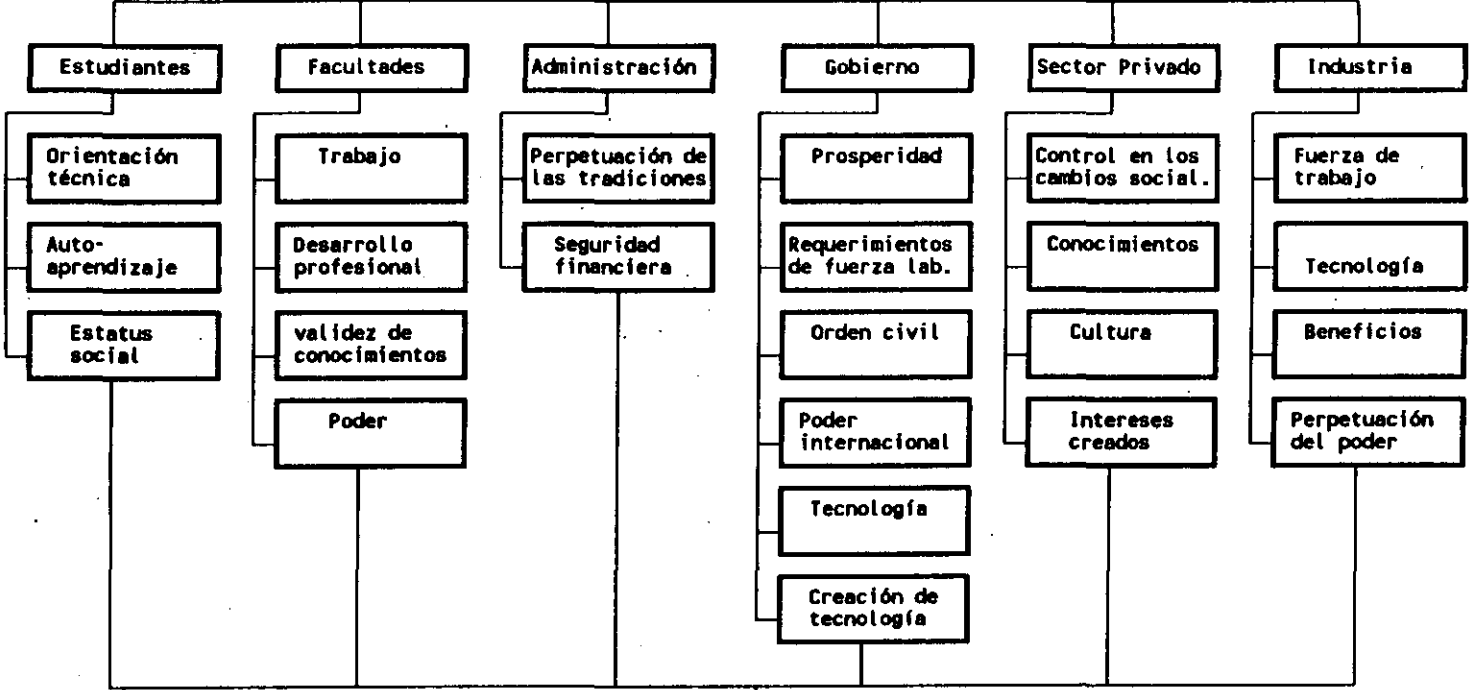 Estudiantes
Orientación
técnica
Auto-
aprendizaje
Estatus
social
Facultades
Trabajo
Desarrollo
profesional
validez de
conocimientos
Poder
Administración
Perpetuación de
las tradiciones
Seguridad
financiera
Gobierno
Prosperidad
Requerimientos
de fuerza lab.
Orden civil
Poder
internacional
Tecnología
Creación de
tecnología
Sector Privado
Control en los
cambios social.
Conocimientos
Cultura
Intereses
creados
Industria
Fuerza de
trabajo
Tecnología
Beneficios
Perpetuación
del poder